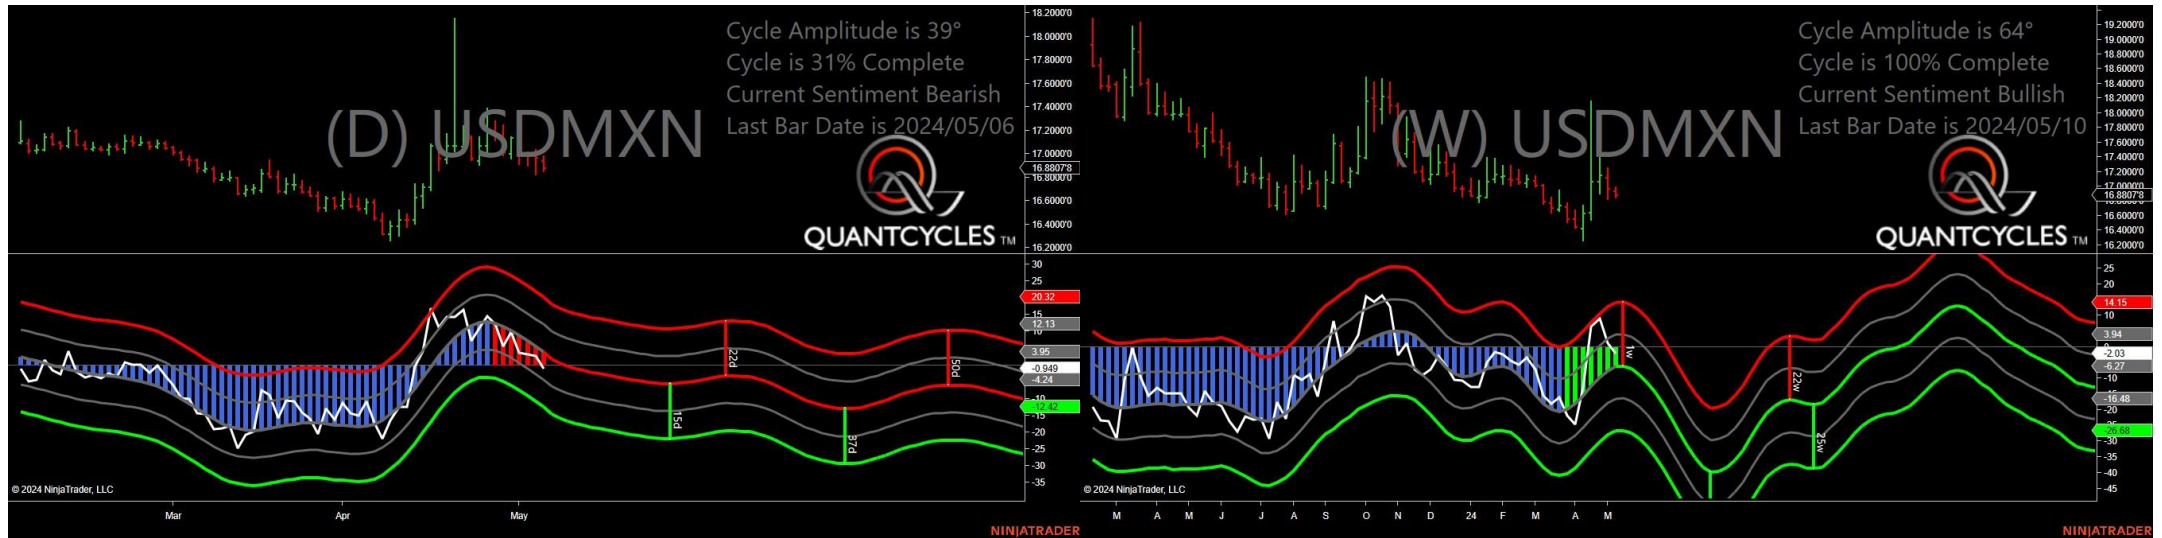 Cycle Amplitude is 39°
Cycle is 31% Complete
Current Sentiment Bearish
Last Bar Date is 2024/05/06
(D) USDMXN
QUANTCYCLES TM
18.2000'0
18.0000'0
17.8000'0
17.6000'0
17.4000'0
17.2000'0
17.0000'0
16.8807'8
16.8000'0
16.6000'0
16.4000'0
16.2000'0
30
25
20.32
15
12.13
10
3.95
-0.949
-4.24
-10
-12.42
-15
-20
-25
-30
-35
15d
22d
37d
50d
© 2024 NinjaTrader, LLC
Mar
Apr
May
NINJATRADER
Cycle Amplitude is 64°
Cycle is 100% Complete
Current Sentiment Bullish
Last Bar Date is 2024/05/10
(W) USDMXN
QUANTCYCLES TM
19.2000'0
19.0000'0
18.8000'0
18.6000'0
18.4000'0
18.2000'0
18.0000'0
17.8000'0
17.6000'0
17.4000'0
17.2000'0
17.0000'0
16.8807'8
16.6000'0
16.4000'0
16.2000'0
25
20
14.15
3.94
-2.03
-6.27
-10
-16.48
-20
-26.68
-30
-35
-40
-45
1w
22w
25w
© 2024 NinjaTrader, LLC
M
A
M
J
J
A
S
O
N
D
24
F
M
A
M
NINJATRADER